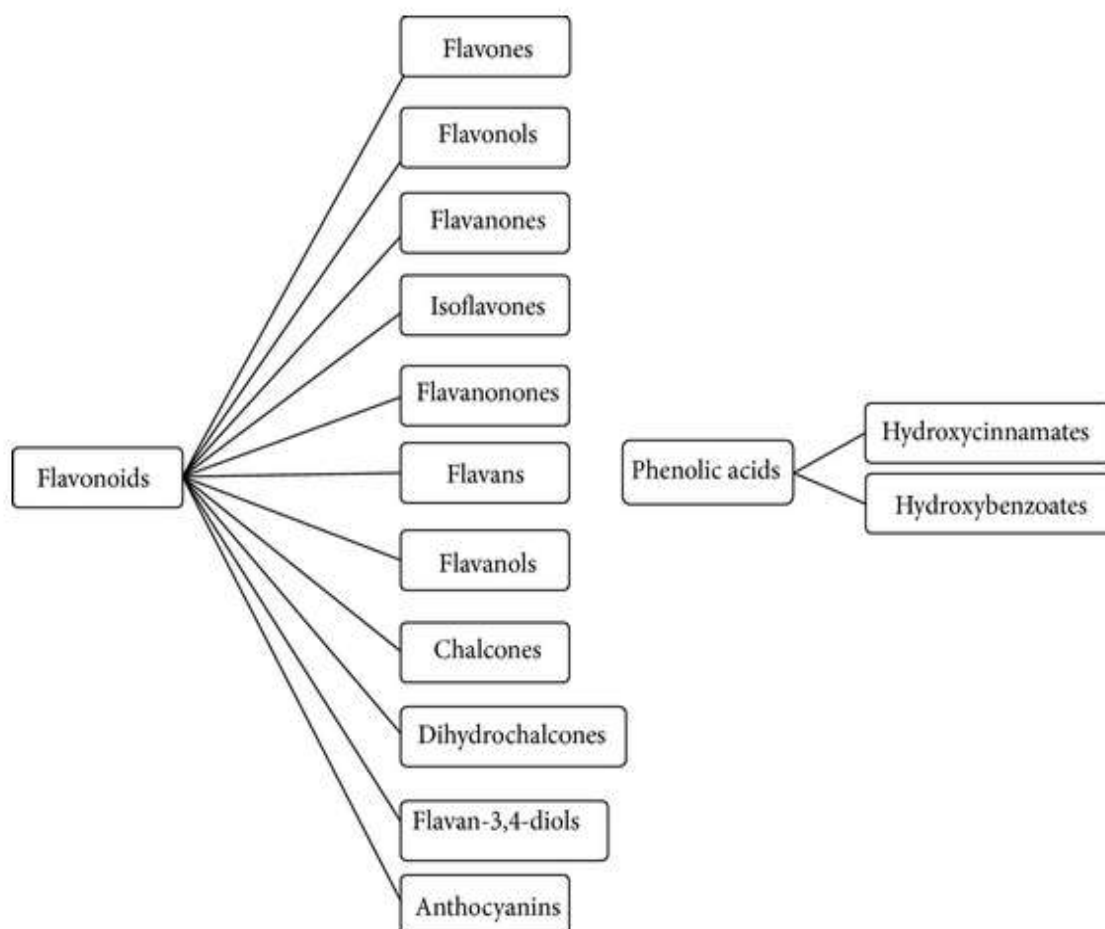 Flavonoids
Flavones
Flavonols
Flavanones
Isoflavones
Flavanonones
Flavans
Flavanols
Chalcones
Dihydrochalcones
Flavan-3,4-diols
Anthocyanins
Phenolic acids
Hydroxycinnamates
Hydroxybenzoates